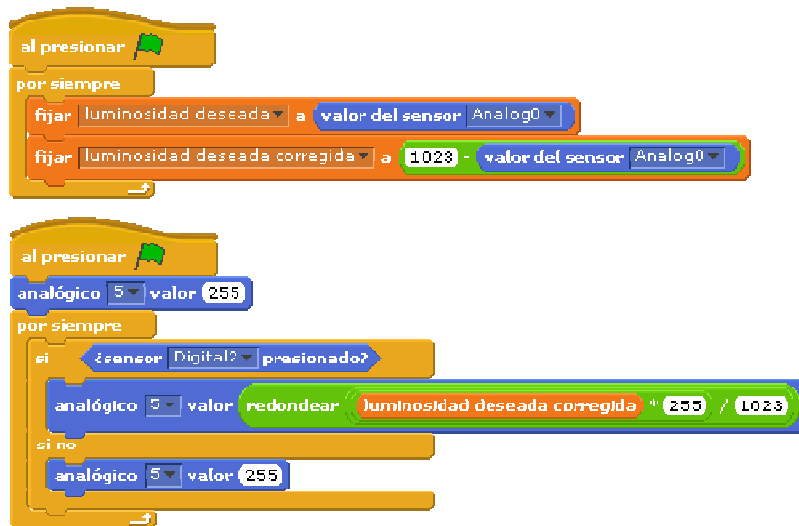 al presionar
por siempre
fijar luminosidad deseada a valor del sensor Analog0
fijar luminosidad deseada corregida a 1023 - valor del sensor Analog0
al presionar
analógico 5 valor 255
por siempre
si ¿sensor Digital2 presionado?
analógico 5 valor redondear luminosidad deseada corregida * 255 / 1023
si no
analógico 5 valor 255